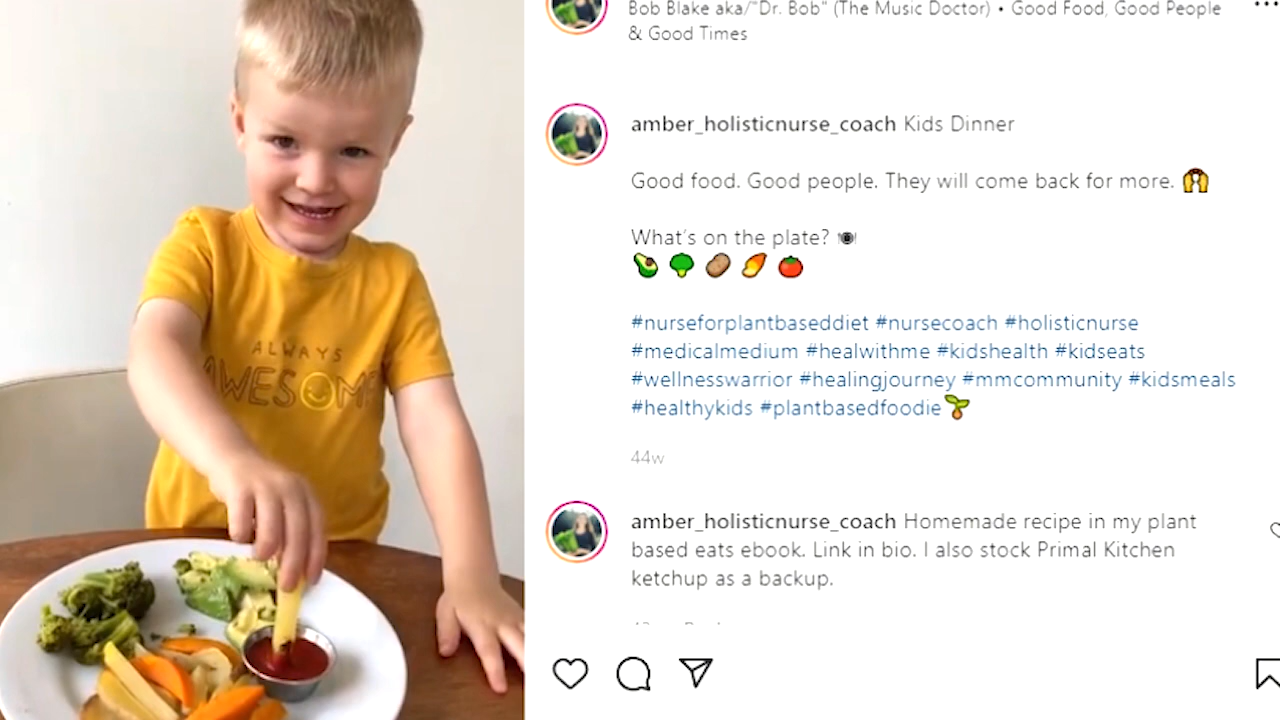 Bob Blake aka/"Dr. Bob" (The Music Doctor) • Good Food, Good People
& Good Times
amber_holisticnurse_coach Kids Dinner
Good food. Good people. They will come back for more. 🙌
What's on the plate? 🍽
🥑🥦🥔🍠🍅
#nurseforplantbaseddiet #nursecoach #holisticnurse
#medicalmedium #healwithme #kidshealth #kidseats
#wellnesswarrior #healingjourney #mmcommunity #kidsmeals
#healthykids #plantbasedfoodie🌱
44w
amber_holisticnurse_coach Homemade recipe in my plant
based eats ebook. Link in bio. I also stock Primal Kitchen
ketchup as a backup.
ALWAYS
AWESOME